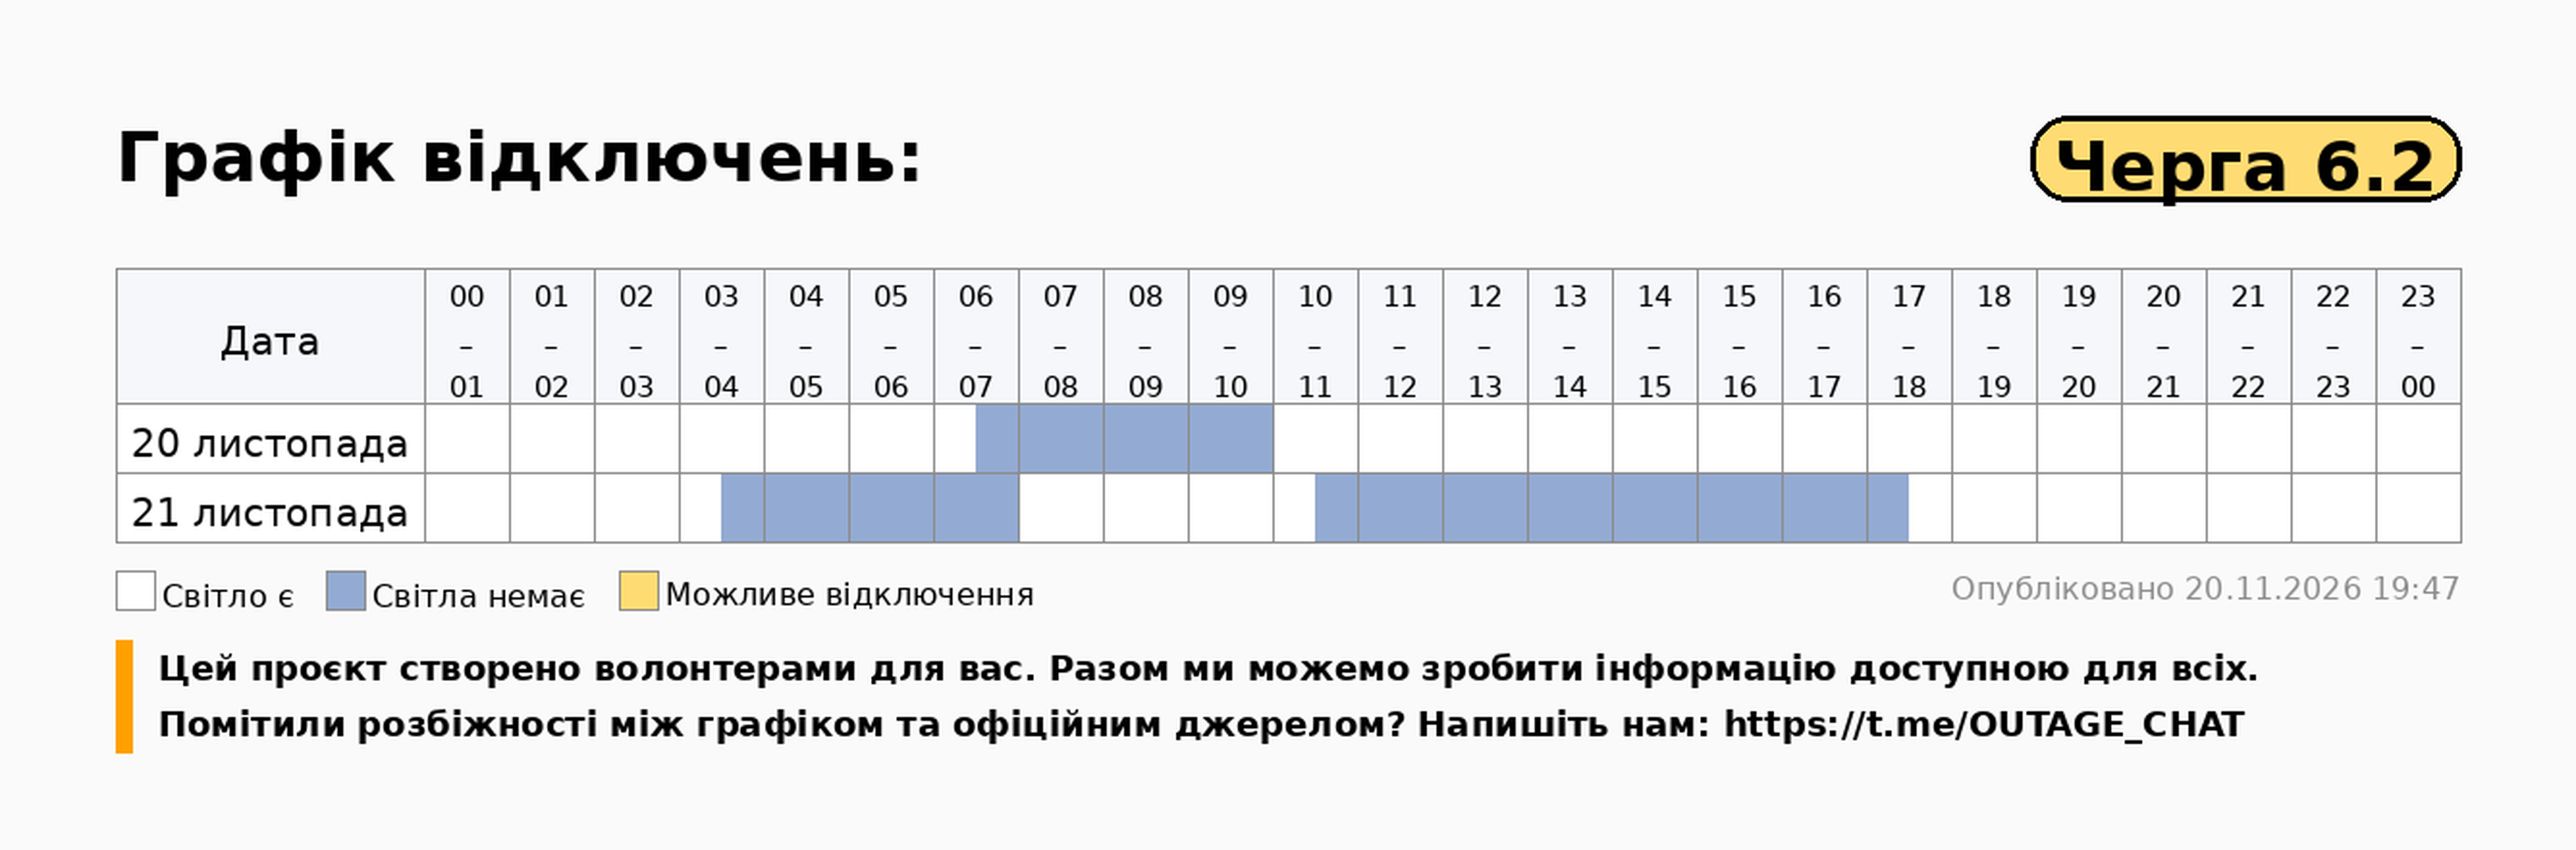 Графік відключень:
Черга 6.2
Дата
00 01 02 03 04 05 06 07 08 09 10 11 12 13 14 15 16 17 18 19 20 21 22 23
– – – – – – – – – – – – – – – – – – – – – – – –
01 02 03 04 05 06 07 08 09 10 11 12 13 14 15 16 17 18 19 20 21 22 23 00
20 листопада
21 листопада
Світло є Світла немає Можливе відключення
Опубліковано 20.11.2026 19:47
Цей проєкт створено волонтерами для вас. Разом ми можемо зробити інформацію доступною для всіх.
Помітили розбіжності між графіком та офіційним джерелом? Напишіть нам: https://t.me/OUTAGE_CHAT